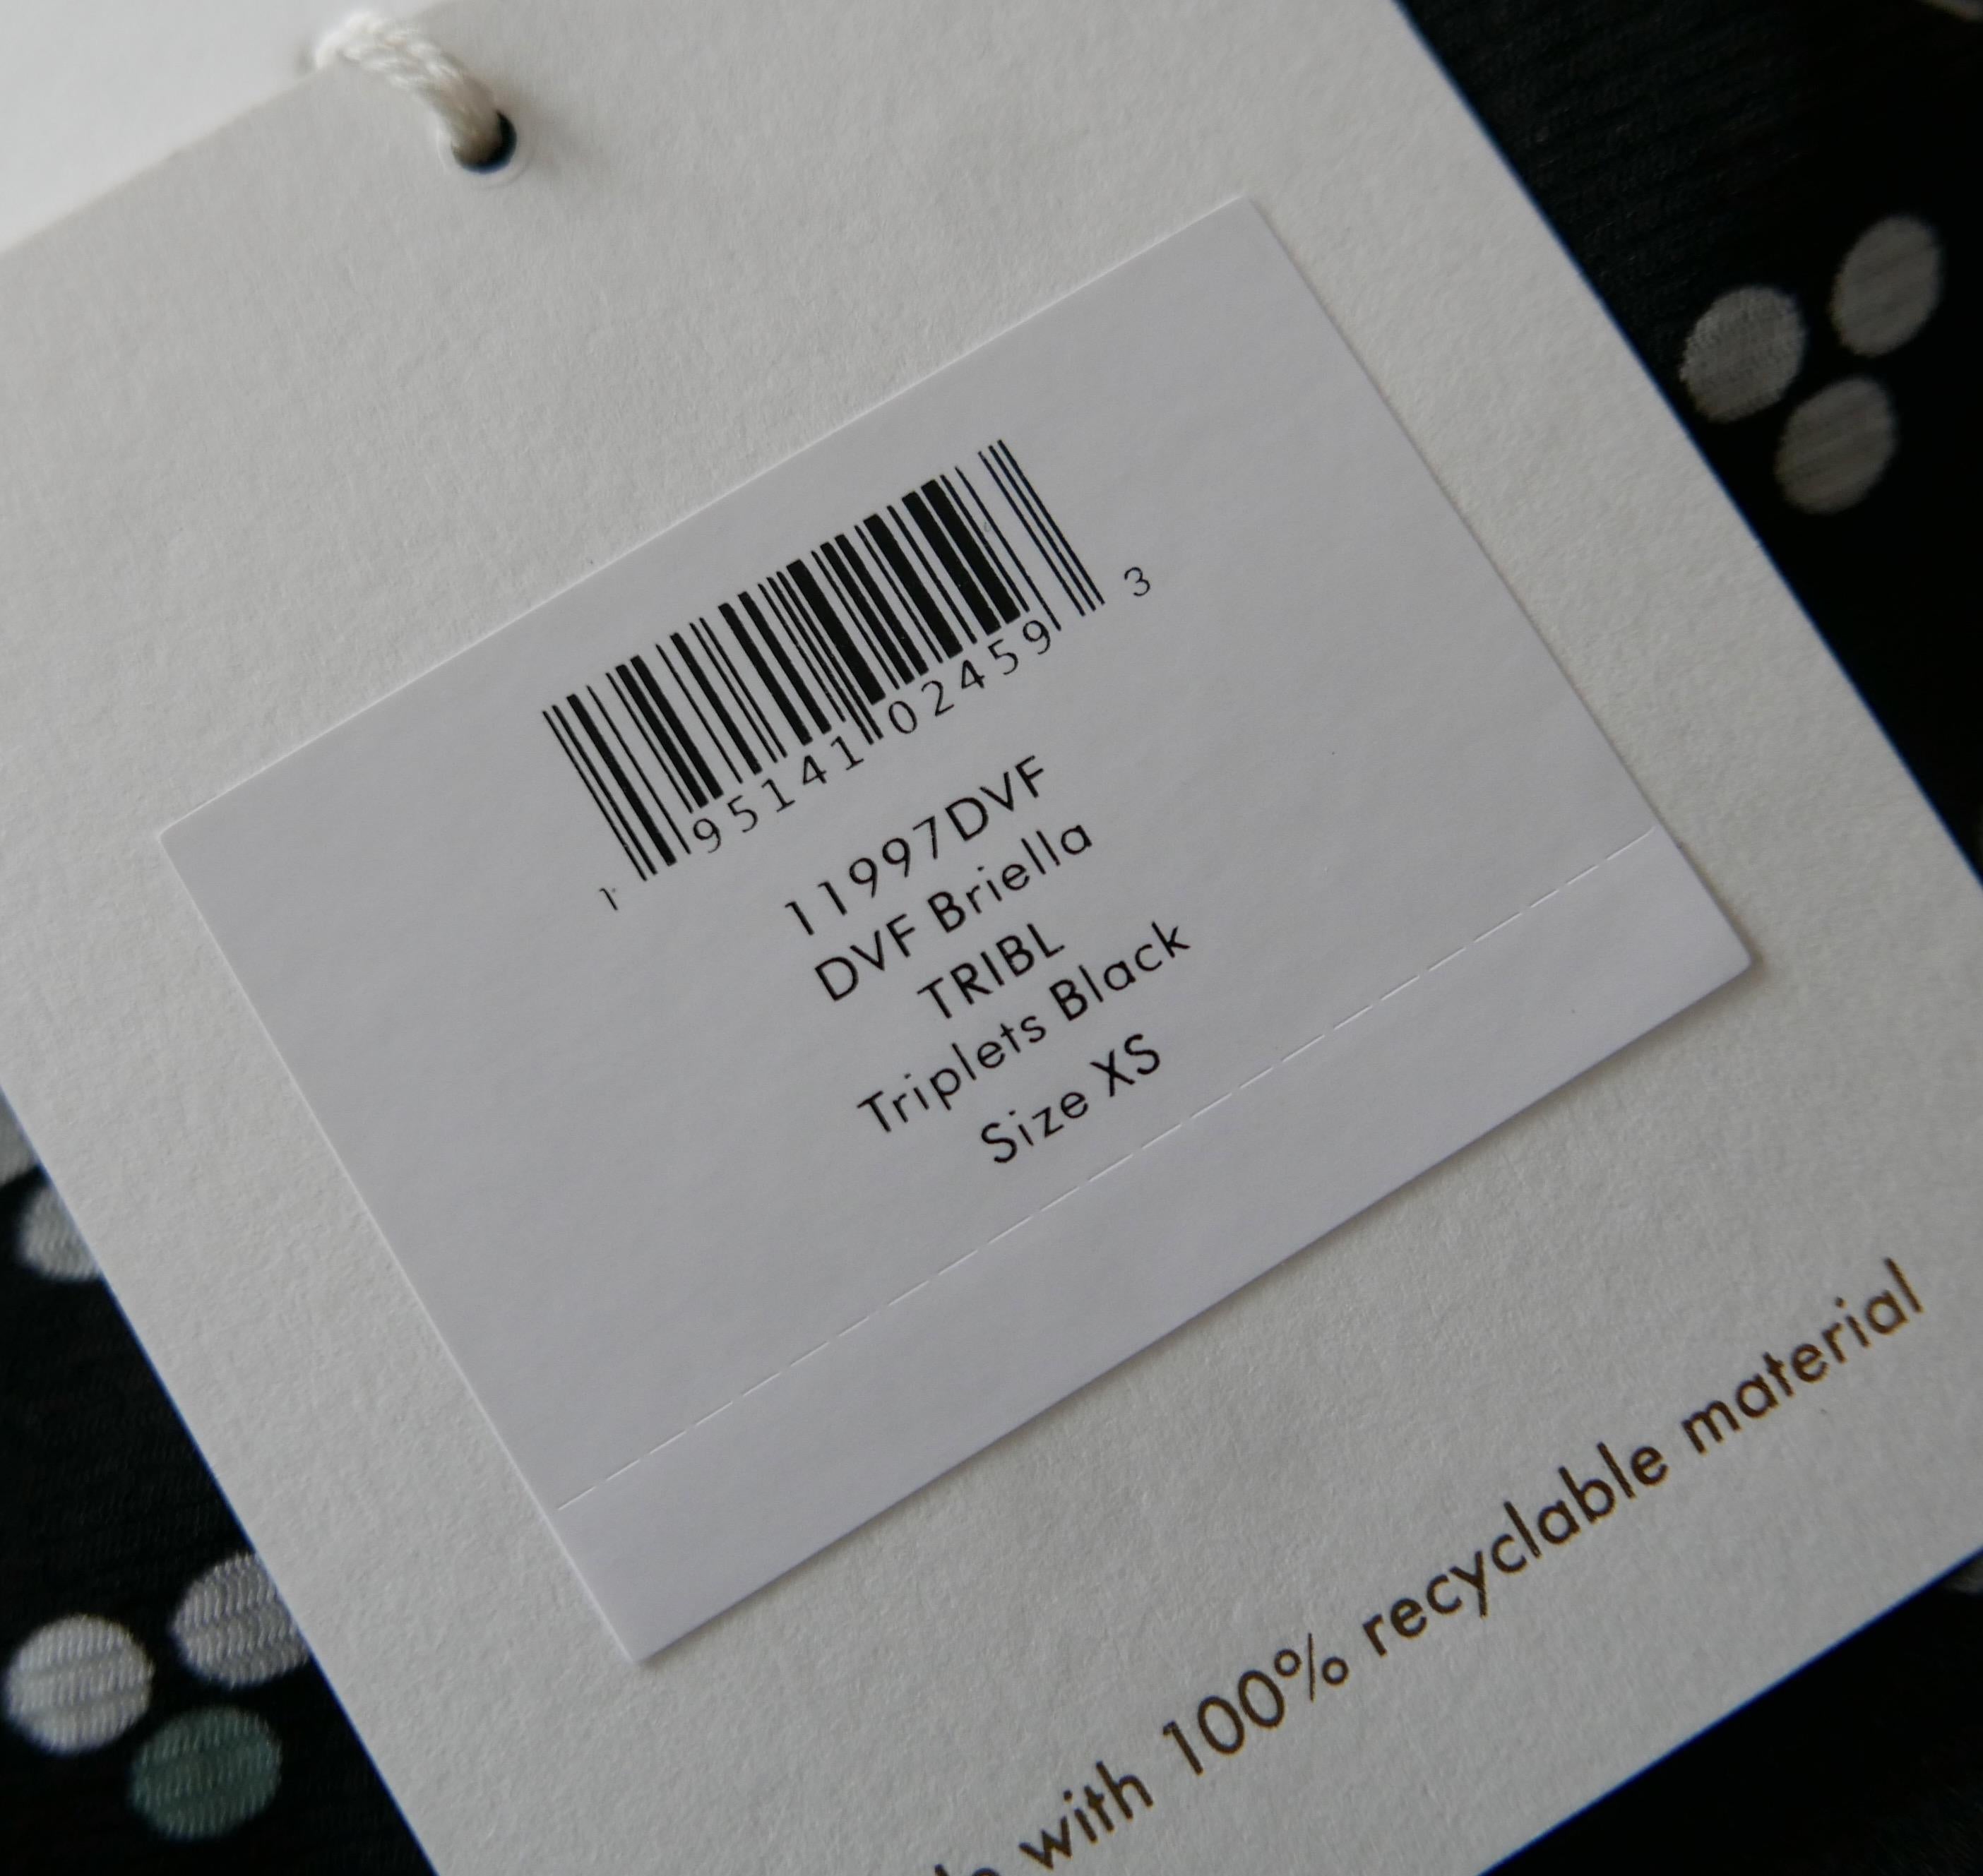 1 95141 02459 3
11997DVF
DVF Briella
TRIBL
Triplets Black
Size XS
with 100% recyclable material